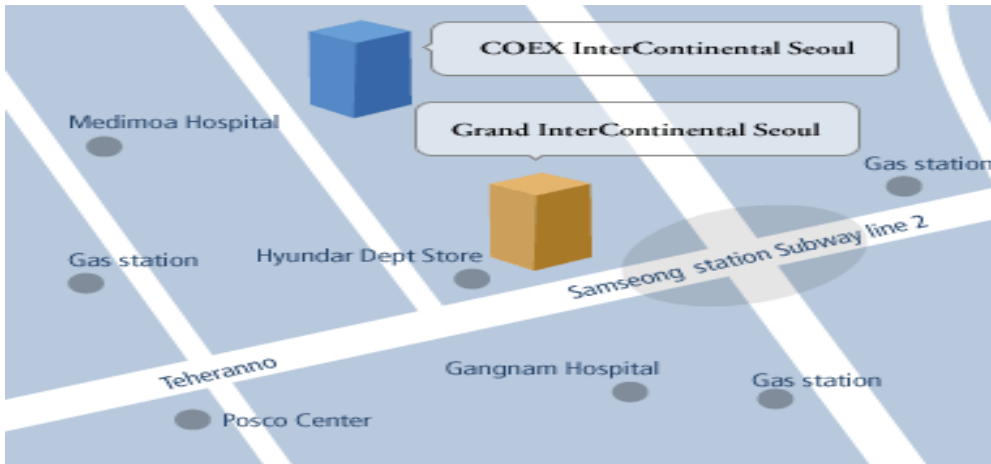 COEX InterContinental Seoul
Medimoa Hospital
Grand InterContinental Seoul
Gas station
Gas station
Hyundar Dept Store
Samseong station Subway line 2
Teheranno
Gangnam Hospital
Gas station
Posco Center